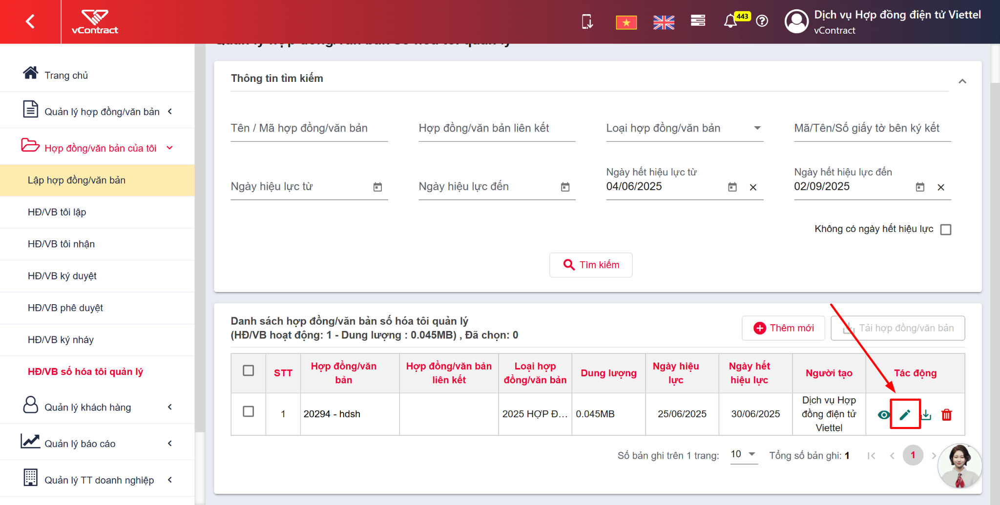 vContract
443
Dịch vụ Hợp đồng điện tử Viettel
vContract
Quản lý hợp đồng/văn bản số hóa tôi quản lý
Trang chủ
Quản lý hợp đồng/văn bản
Hợp đồng/văn bản của tôi
Lập hợp đồng/văn bản
HĐ/VB tôi lập
HĐ/VB tôi nhận
HĐ/VB ký duyệt
HĐ/VB phê duyệt
HĐ/VB ký nháy
HĐ/VB số hóa tôi quản lý
Quản lý khách hàng
Quản lý báo cáo
Quản lý TT doanh nghiệp
Thông tin tìm kiếm
Tên / Mã hợp đồng/văn bản
Hợp đồng/văn bản liên kết
Loại hợp đồng/văn bản
Mã/Tên/Số giấy tờ bên ký kết
Ngày hiệu lực từ
Ngày hiệu lực đến
Ngày hết hiệu lực từ
04/06/2025
Ngày hết hiệu lực đến
02/09/2025
Không có ngày hết hiệu lực
Tìm kiếm
Danh sách hợp đồng/văn bản số hóa tôi quản lý
(HĐ/VB hoạt động: 1 - Dung lượng : 0.045MB) , Đã chọn: 0
Thêm mới
Tải hợp đồng/văn bản
STT
Hợp đồng/văn
bản
Hợp đồng/văn bản
liên kết
Loại hợp
đồng/văn bản
Dung lượng
Ngày hiệu
lực
Ngày hết
hiệu lực
Người tạo
Tác động
1
20294 - hdsh
2025 HỢP Đ...
0.045MB
25/06/2025
30/06/2025
Dịch vụ Hợp
đồng điện tử
Viettel
Số bản ghi trên 1 trang:
10
Tổng số bản ghi: 1
1